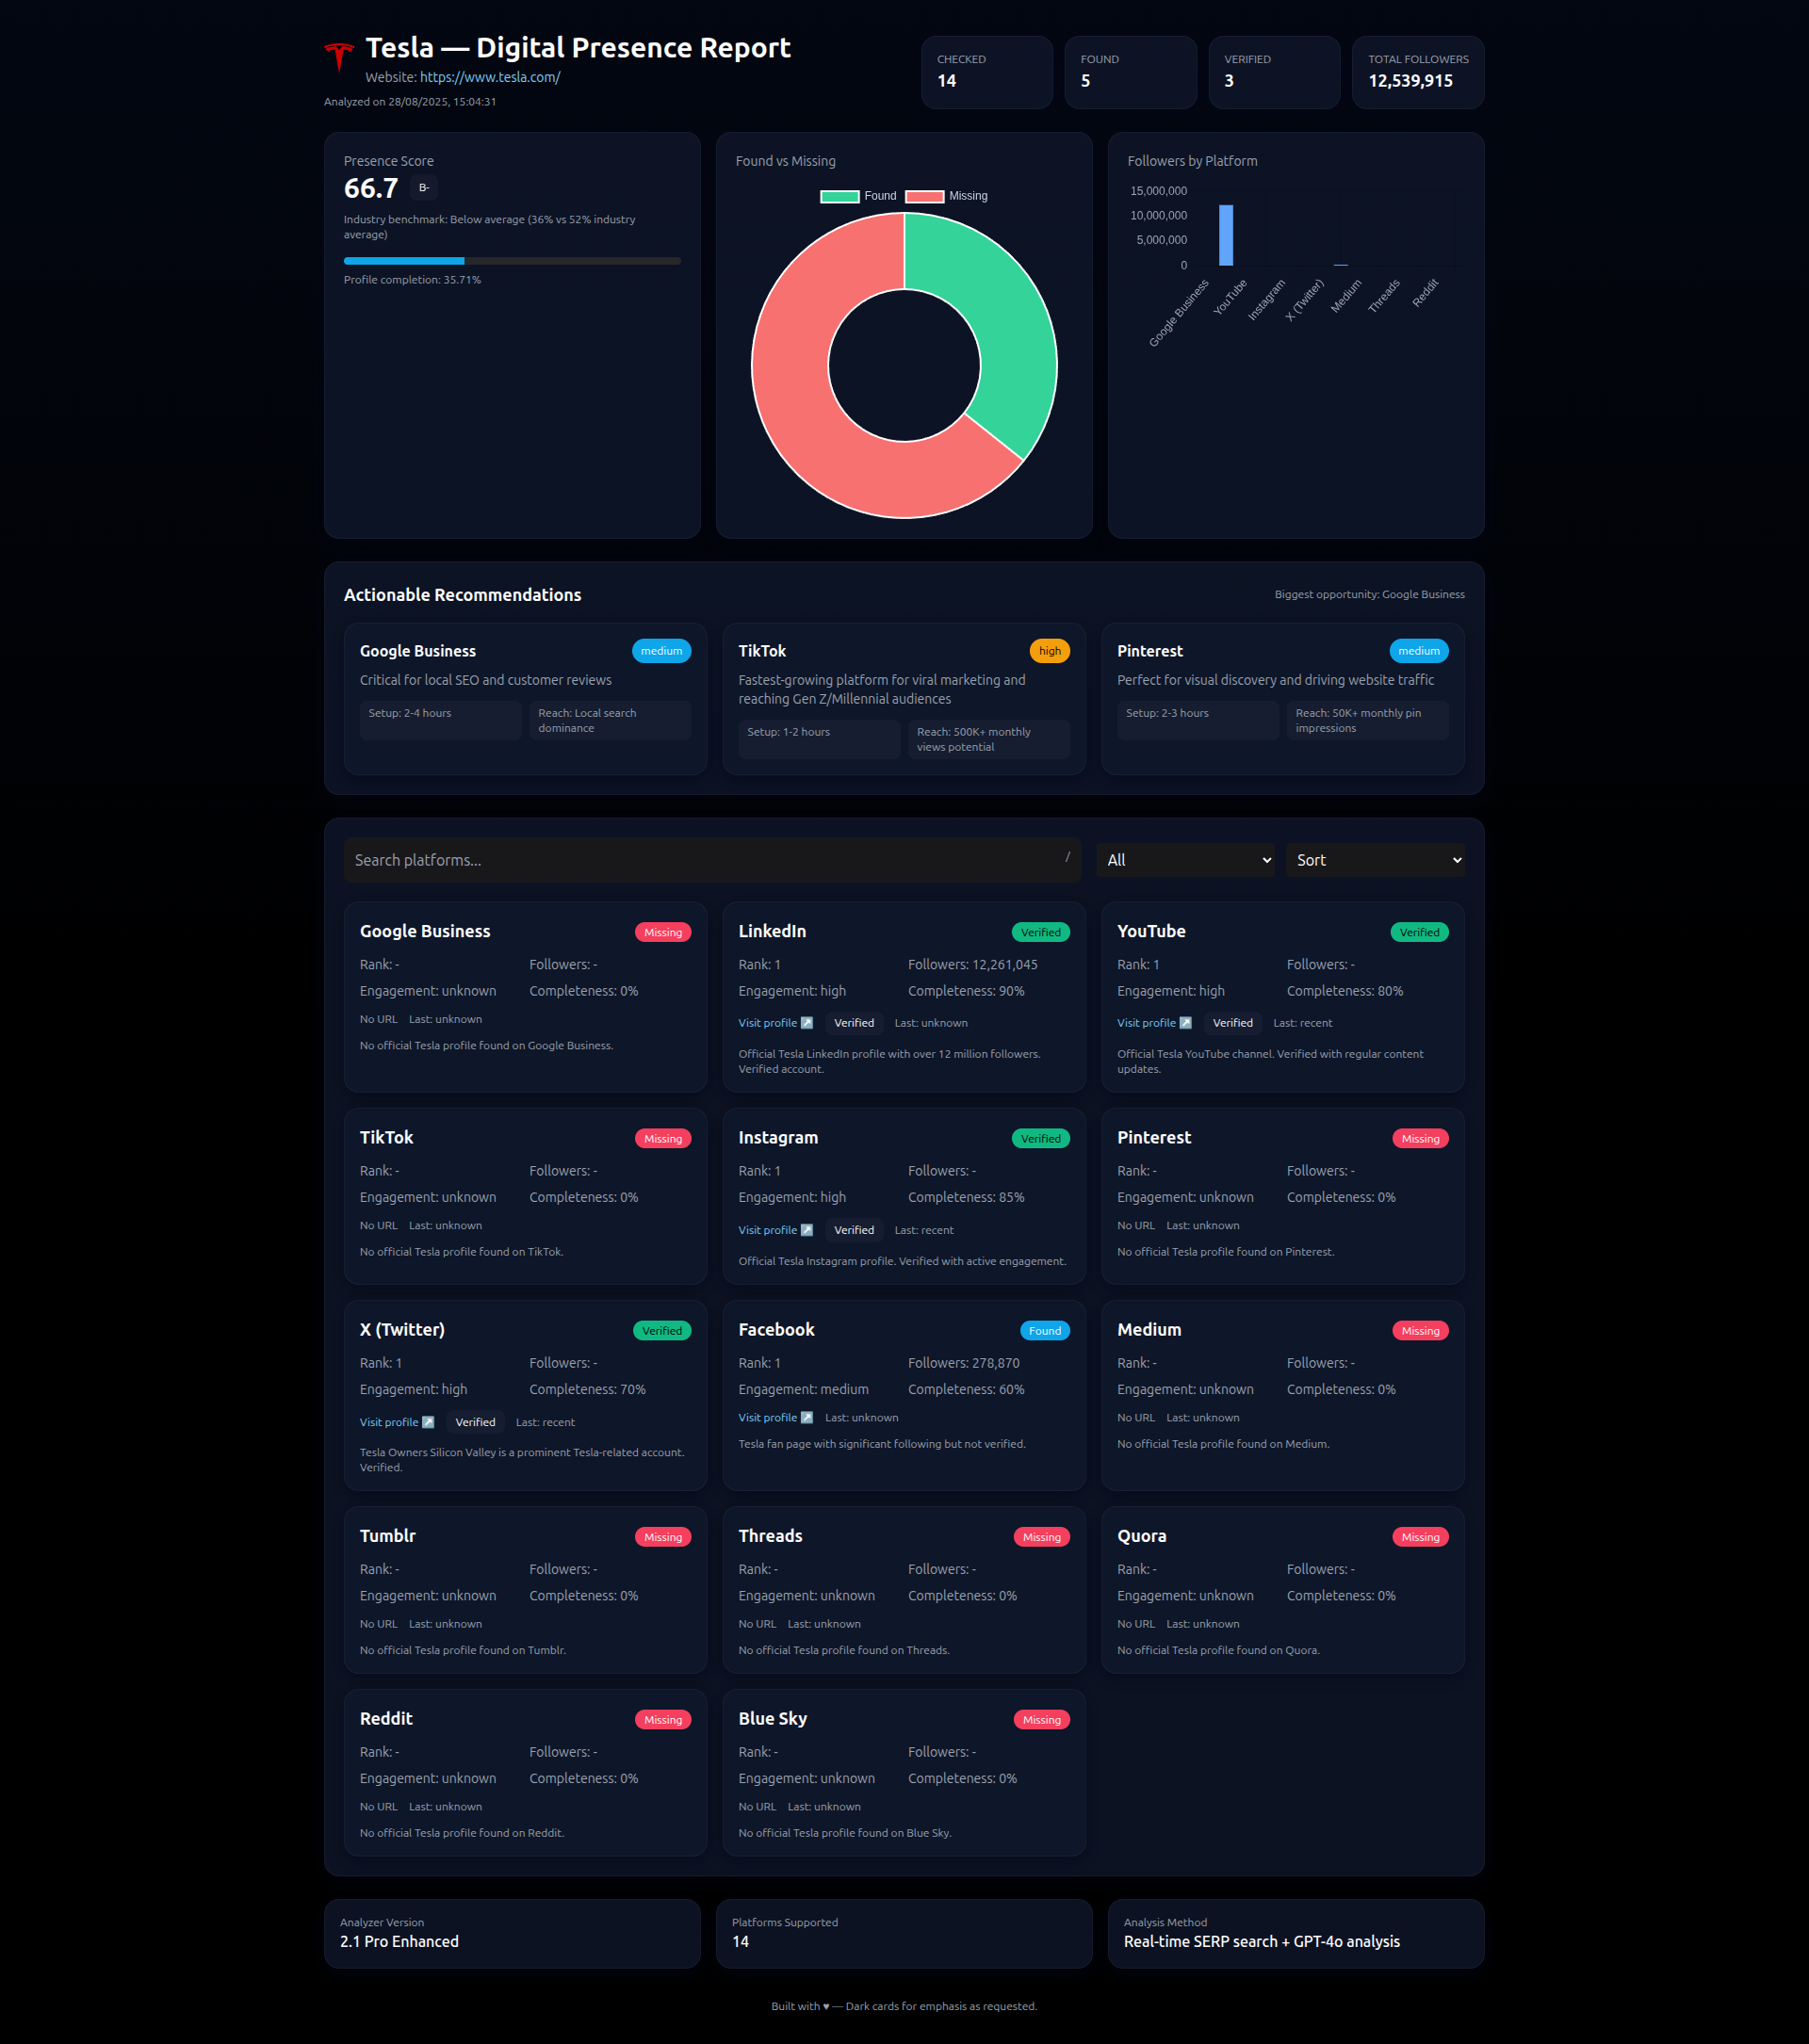 Tesla — Digital Presence Report
Website: https://www.tesla.com/
Analyzed on 28/08/2025, 15:04:31
CHECKED
14
FOUND
5
VERIFIED
3
TOTAL FOLLOWERS
12,539,915
Presence Score
66.7 B-
Industry benchmark: Below average (36% vs 52% industry
average)
Profile completion: 35.71%
Found vs Missing
Found Missing
Followers by Platform
15,000,000
10,000,000
5,000,000
0
Google Business
YouTube
Instagram
X (Twitter)
Medium
Threads
Reddit
Actionable Recommendations
Biggest opportunity: Google Business
Google Business medium
Critical for local SEO and customer reviews
Setup: 2-4 hours
Reach: Local search
dominance
TikTok high
Fastest-growing platform for viral marketing and
reaching Gen Z/Millennial audiences
Setup: 1-2 hours
Reach: 500K+ monthly
views potential
Pinterest medium
Perfect for visual discovery and driving website traffic
Setup: 2-3 hours
Reach: 50K+ monthly pin
impressions
Search platforms... /
All
Sort
Google Business Missing
Rank: - Followers: -
Engagement: unknown Completeness: 0%
No URL Last: unknown
No official Tesla profile found on Google Business.
LinkedIn Verified
Rank: 1 Followers: 12,261,045
Engagement: high Completeness: 90%
Visit profile ↗ Verified Last: unknown
Official Tesla LinkedIn profile with over 12 million followers.
Verified account.
YouTube Verified
Rank: 1 Followers: -
Engagement: high Completeness: 80%
Visit profile ↗ Verified Last: recent
Official Tesla YouTube channel. Verified with regular content
updates.
TikTok Missing
Rank: - Followers: -
Engagement: unknown Completeness: 0%
No URL Last: unknown
No official Tesla profile found on TikTok.
Instagram Verified
Rank: 1 Followers: -
Engagement: high Completeness: 85%
Visit profile ↗ Verified Last: recent
Official Tesla Instagram profile. Verified with active engagement.
Pinterest Missing
Rank: - Followers: -
Engagement: unknown Completeness: 0%
No URL Last: unknown
No official Tesla profile found on Pinterest.
X (Twitter) Verified
Rank: 1 Followers: -
Engagement: high Completeness: 70%
Visit profile ↗ Verified Last: recent
Tesla Owners Silicon Valley is a prominent Tesla-related account.
Verified.
Facebook Found
Rank: 1 Followers: 278,870
Engagement: medium Completeness: 60%
Visit profile ↗ Last: unknown
Tesla fan page with significant following but not verified.
Medium Missing
Rank: - Followers: -
Engagement: unknown Completeness: 0%
No URL Last: unknown
No official Tesla profile found on Medium.
Tumblr Missing
Rank: - Followers: -
Engagement: unknown Completeness: 0%
No URL Last: unknown
No official Tesla profile found on Tumblr.
Threads Missing
Rank: - Followers: -
Engagement: unknown Completeness: 0%
No URL Last: unknown
No official Tesla profile found on Threads.
Quora Missing
Rank: - Followers: -
Engagement: unknown Completeness: 0%
No URL Last: unknown
No official Tesla profile found on Quora.
Reddit Missing
Rank: - Followers: -
Engagement: unknown Completeness: 0%
No URL Last: unknown
No official Tesla profile found on Reddit.
Blue Sky Missing
Rank: - Followers: -
Engagement: unknown Completeness: 0%
No URL Last: unknown
No official Tesla profile found on Blue Sky.
Analyzer Version
2.1 Pro Enhanced
Platforms Supported
14
Analysis Method
Real-time SERP search + GPT-4o analysis
Built with ♥ — Dark cards for emphasis as requested.